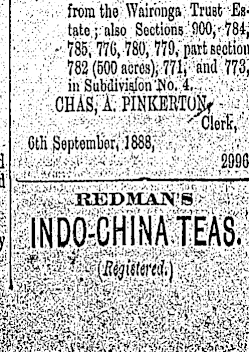 from the Waironga Trust Es-
tate; also Sections 900, 784,
785, 776, 780, 779, part section
782 (500 acres), 771, and 773,
in Subdivision No. 4.
CHAS. A. PINKERTON,
Clerk,
6th September, 1888,
2996
REDMAN'S
INDO-CHINA TEAS.
(Registered.)